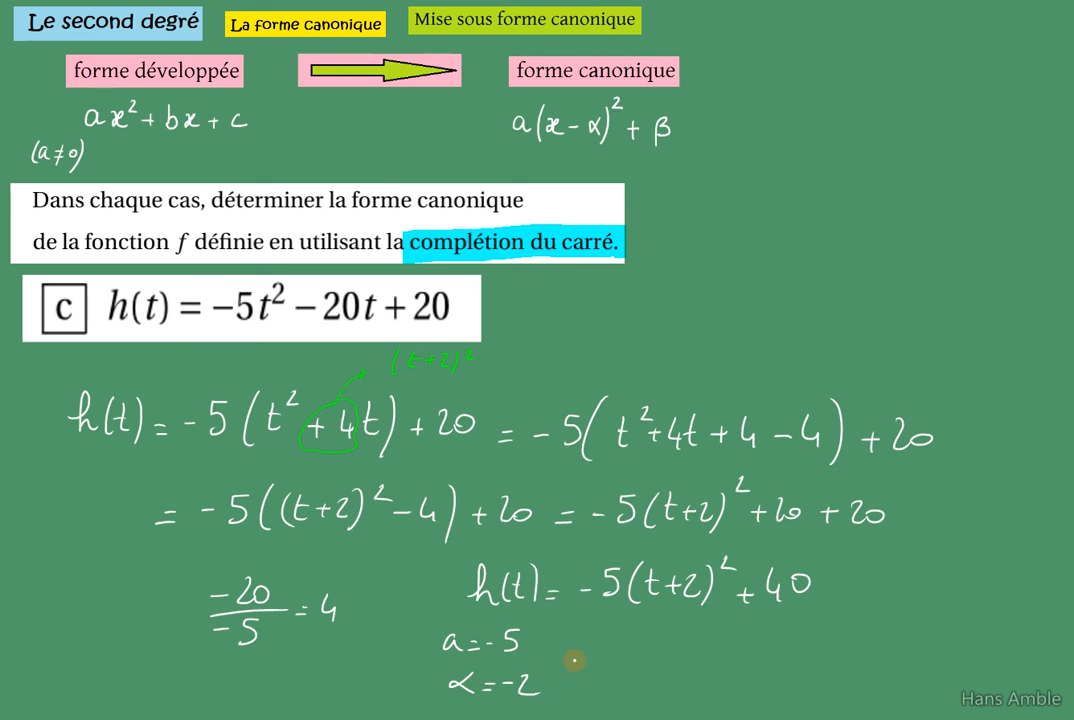 Le second degré La forme canonique Mise sous forme canonique
forme développée forme canonique
ax² + bx + c a(x - α)² + β
(a ≠ 0)
Dans chaque cas, déterminer la forme canonique
de la fonction f définie en utilisant la complétion du carré.
c h(t) = −5t² − 20t + 20
(t+2)²
h(t) = -5(t² + 4t) + 20 = -5(t² + 4t + 4 - 4) + 20
= -5((t+2)² - 4) + 20 = -5(t+2)² + 20 + 20
-20/-5 = 4 h(t) = -5(t+2)² + 40
a = -5
α = -2
Hans Amble